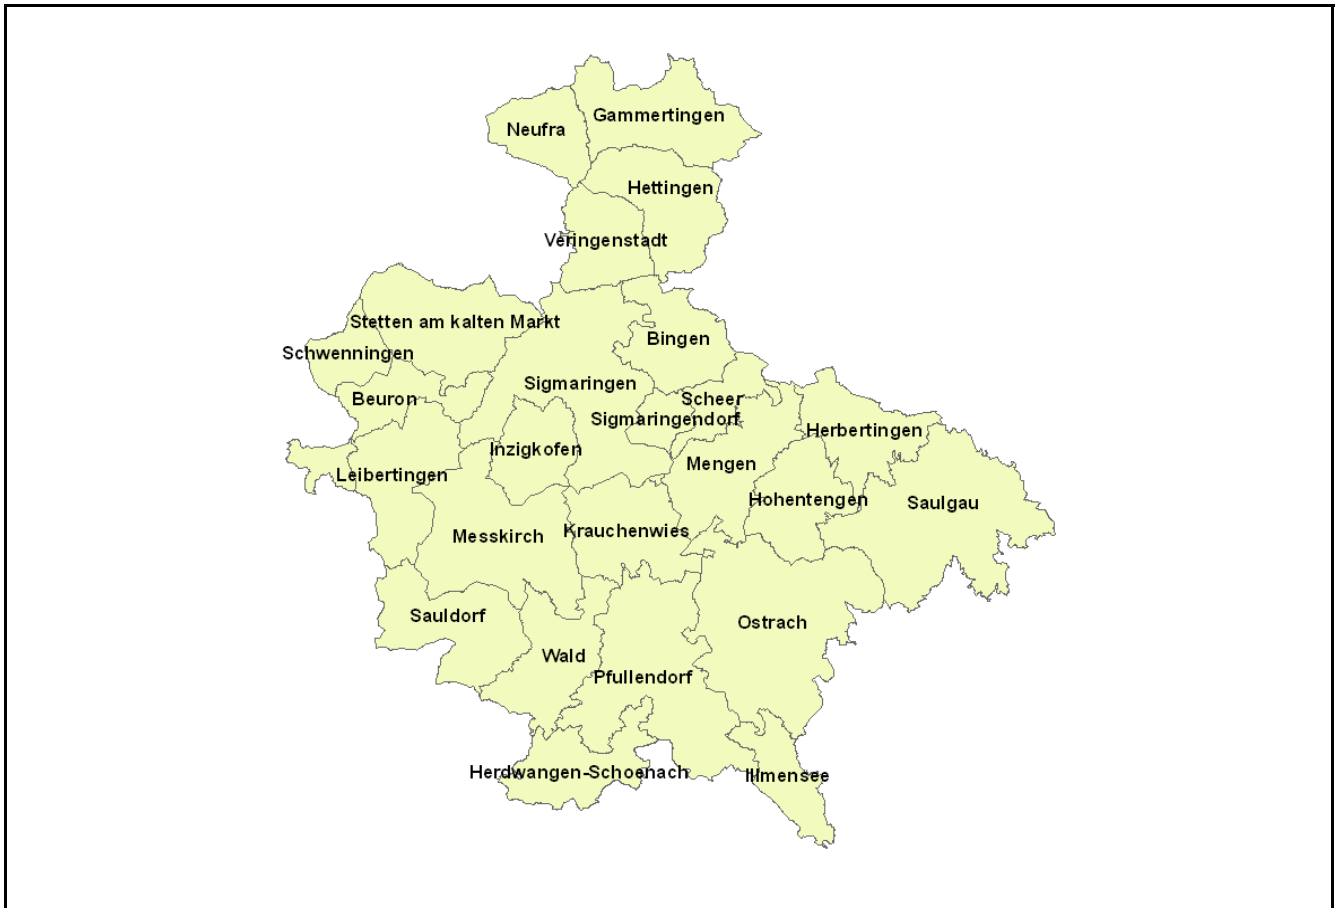 Gammertingen
Neufra
Hettingen
Veringenstadt
Stetten am kalten Markt
Bingen
Schwenningen
Sigmaringen
Beuron
Scheer
Sigmaringendorf
Herbertingen
Inzigkofen
Mengen
Leibertingen
Hohentengen
Saulgau
Krauchenwies
Messkirch
Sauldorf
Ostrach
Wald
Pfullendorf
Herdwangen-Schoenach
Illmensee